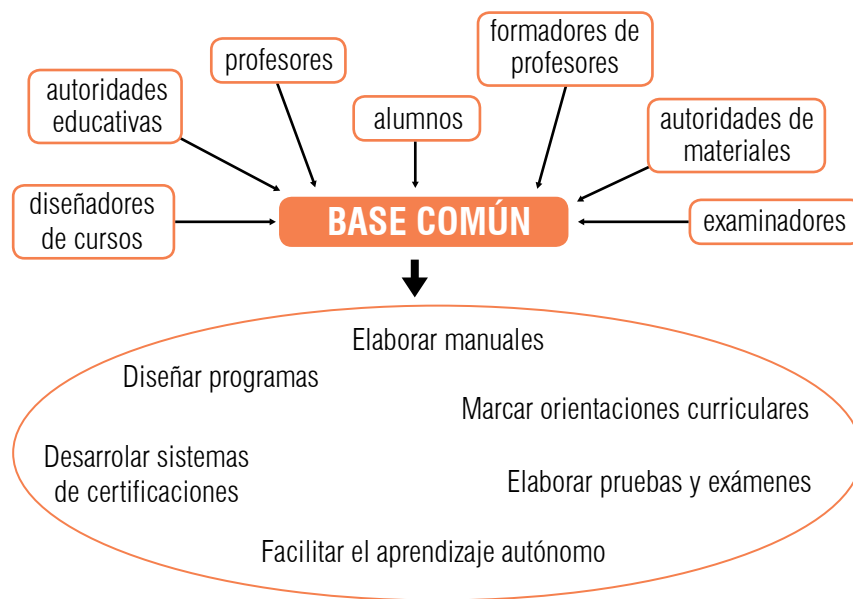 formadores de
profesores
profesores
autoridades
educativas
alumnos
autoridades de
materiales
diseñadores
de cursos
BASE COMÚN
examinadores
Elaborar manuales
Diseñar programas
Marcar orientaciones curriculares
Desarrolar sistemas
de certificaciones
Elaborar pruebas y exámenes
Facilitar el aprendizaje autónomo